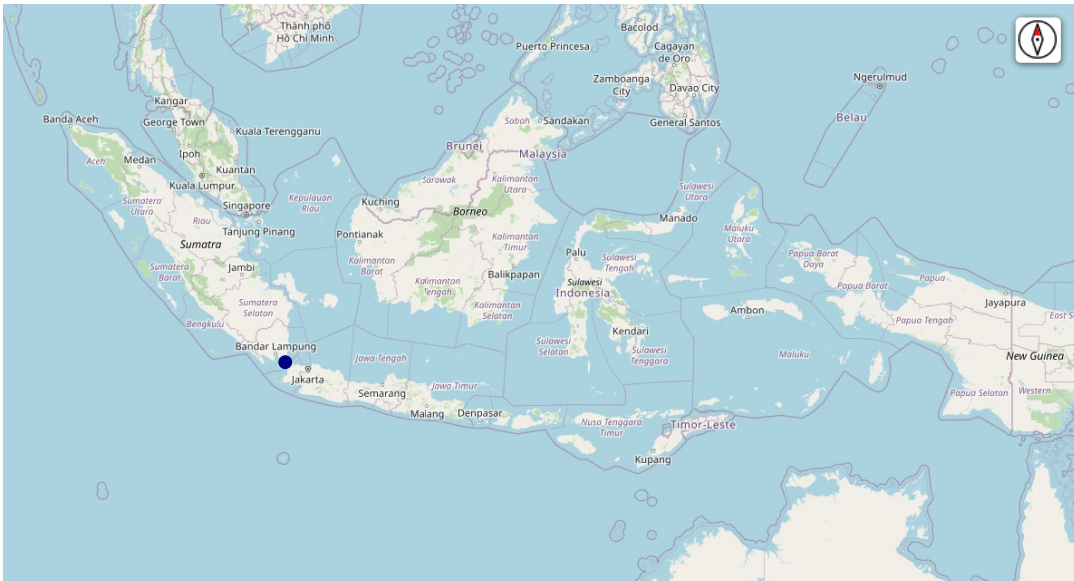 Thành phố
Hồ Chí Minh
Bacolod
Puerto Princesa
Cagayan
de Oro
Zamboanga
City
Davao City
Ngerulmud
Kangar
Banda Aceh
George Town
Kuala Terengganu
Sabah
Sandakan
General Santos
Belau
Ipoh
Brunei
Malaysia
Aceh
Medan
Kuantan
Kuala Lumpur
Sarawak
Kalimantan
Utara
Sulawesi
Utara
Sumatera
Utara
Singapore
Kepulauan
Riau
Kuching
Riau
Borneo
Manado
Tanjung Pinang
Pontianak
Maluku
Utara
Sumatra
Kalimantan
Timur
Palu
Papua Barat
Daya
Sumatera
Barat
Jambi
Kalimantan
Barat
Balikpapan
Sulawesi
Tengah
Sulawesi
Indonesia
Papua
Papua Barat
Kalimantan
Tengah
Sumatera
Selatan
Kalimantan
Selatan
Jayapura
Ambon
Papua Tengah
East S
Bengkulu
Kendari
Bandar Lampung
Sulawesi
Selatan
Sulawesi
Tenggara
Jawa Tengah
Maluku
New Guinea
Jakarta
Semarang
Jawa Timur
Papua Selatan
Western
Malang
Denpasar
Nusa Tenggara
Timur
Timor-Leste
Kupang